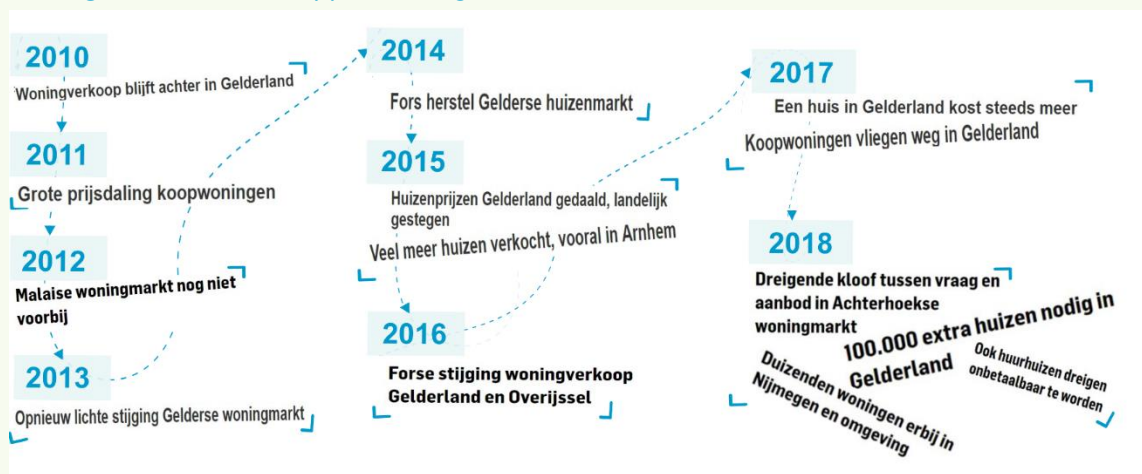 2010
Woningverkoop blijft achter in Gelderland
2011
Grote prijsdaling koopwoningen
2012
Malaise woningmarkt nog niet
voorbij
2013
Opnieuw lichte stijging Gelderse woningmarkt
2014
Fors herstel Gelderse huizenmarkt
2015
Huizenprijzen Gelderland gedaald, landelijk
gestegen
Veel meer huizen verkocht, vooral in Arnhem
2016
Forse stijging woningverkoop
Gelderland en Overijssel
2017
Een huis in Gelderland kost steeds meer
Koopwoningen vliegen weg in Gelderland
2018
Dreigende kloof tussen vraag en
aanbod in Achterhoekse
woningmarkt
100.000 extra huizen nodig in
Gelderland
Duizenden woningen erbij in
Nijmegen en omgeving
Ook huurhuizen dreigen
onbetaalbaar te worden